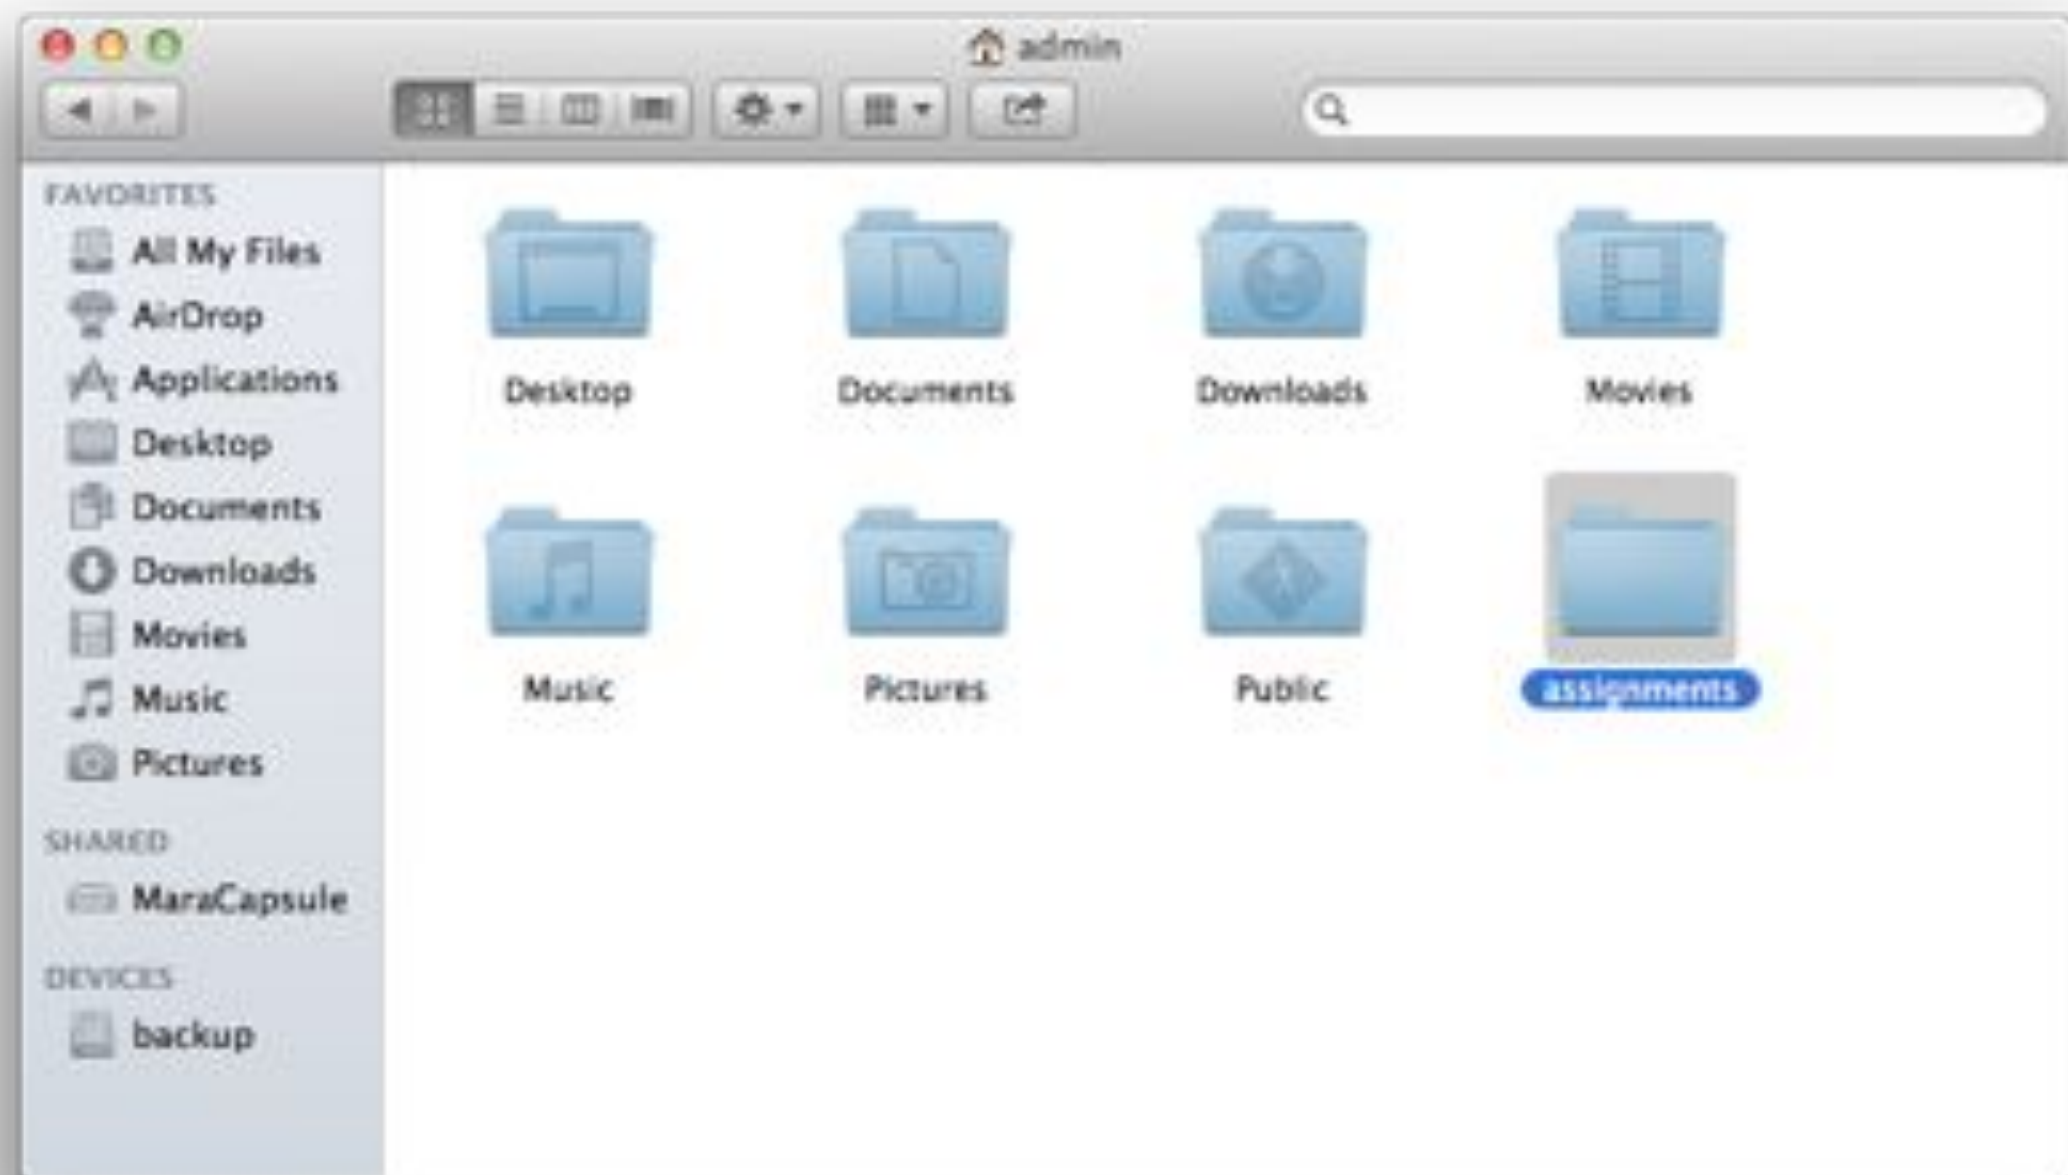 admin
FAVORITES
All My Files
AirDrop
Applications
Desktop
Documents
Downloads
Movies
Music
Pictures
SHARED
MaraCapsule
DEVICES
backup
Desktop
Documents
Downloads
Movies
Music
Pictures
Public
assignments